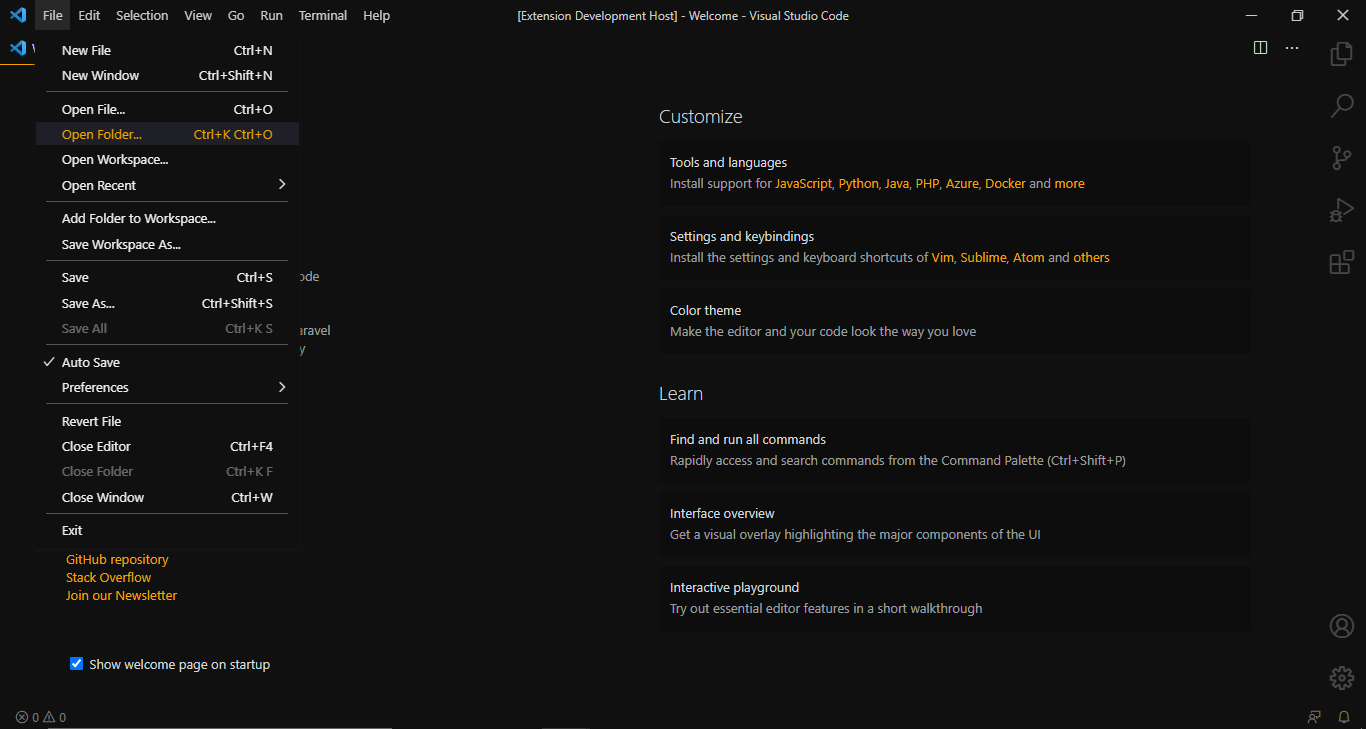 File Edit Selection View Go Run Terminal Help [Extension Development Host] - Welcome - Visual Studio Code
New File Ctrl+N
New Window Ctrl+Shift+N
Open File... Ctrl+O
Open Folder... Ctrl+K Ctrl+O
Open Workspace...
Open Recent
Add Folder to Workspace...
Save Workspace As...
Save Ctrl+S
Save As... Ctrl+Shift+S
Save All Ctrl+K S
Auto Save
Preferences
Revert File
Close Editor Ctrl+F4
Close Folder Ctrl+K F
Close Window Ctrl+W
Exit
GitHub repository
Stack Overflow
Join our Newsletter
Show welcome page on startup
Customize
Tools and languages
Install support for JavaScript, Python, Java, PHP, Azure, Docker and more
Settings and keybindings
Install the settings and keyboard shortcuts of Vim, Sublime, Atom and others
Color theme
Make the editor and your code look the way you love
Learn
Find and run all commands
Rapidly access and search commands from the Command Palette (Ctrl+Shift+P)
Interface overview
Get a visual overlay highlighting the major components of the UI
Interactive playground
Try out essential editor features in a short walkthrough
0 0